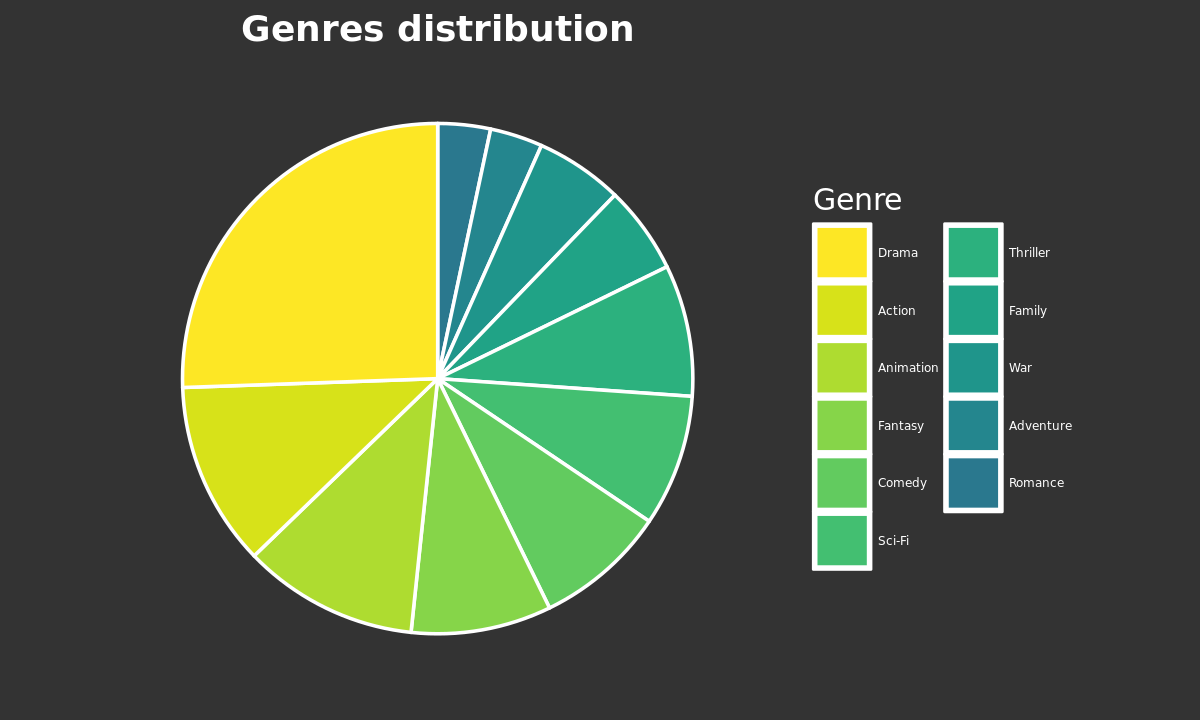 Genres distribution
Genre
Drama
Action
Animation
Fantasy
Comedy
Sci-Fi
Thriller
Family
War
Adventure
Romance